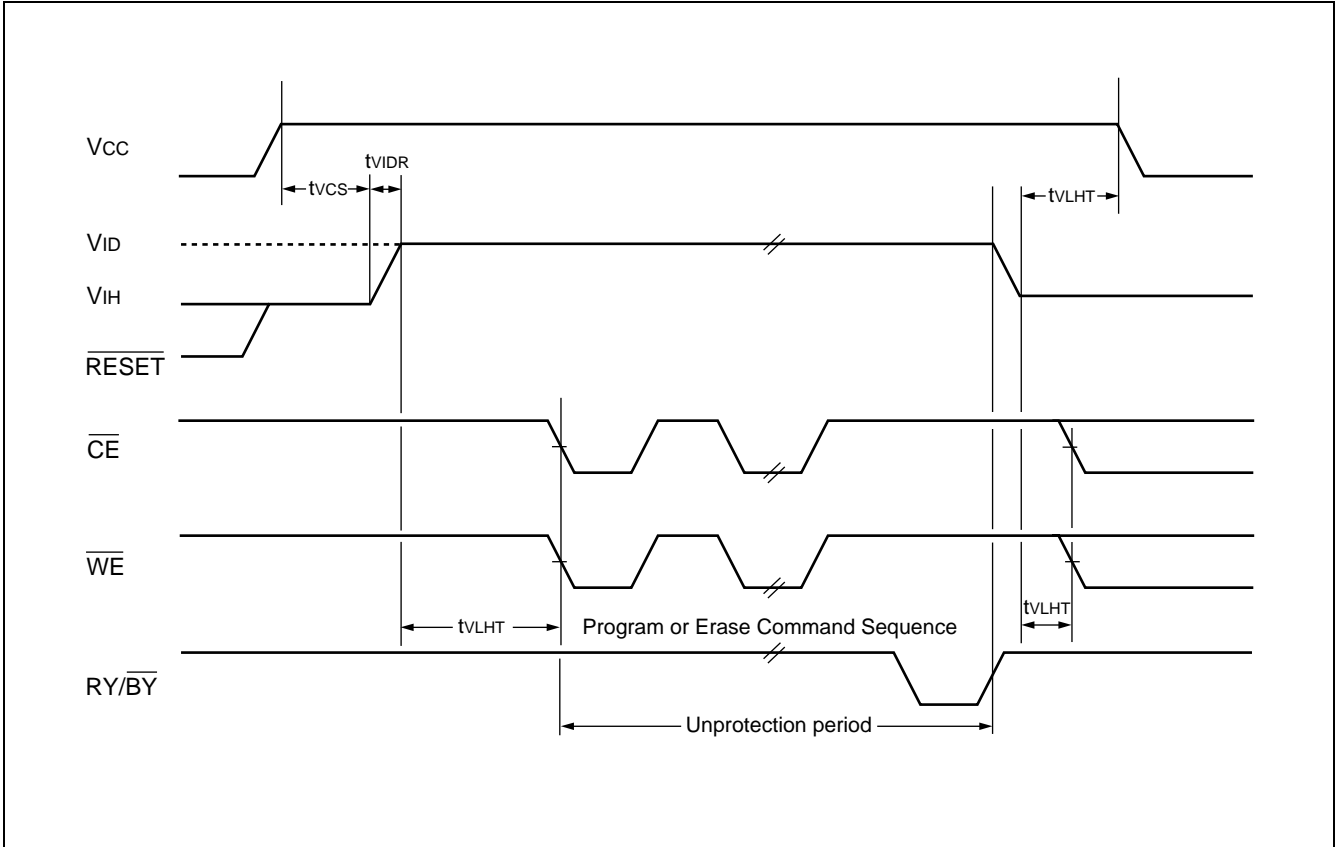 VCC
tVIDR
tVCS
tVLHT
VID
VIH
RESET
CE
WE
tVLHT
tVLHT
Program or Erase Command Sequence
RY/BY
Unprotection period